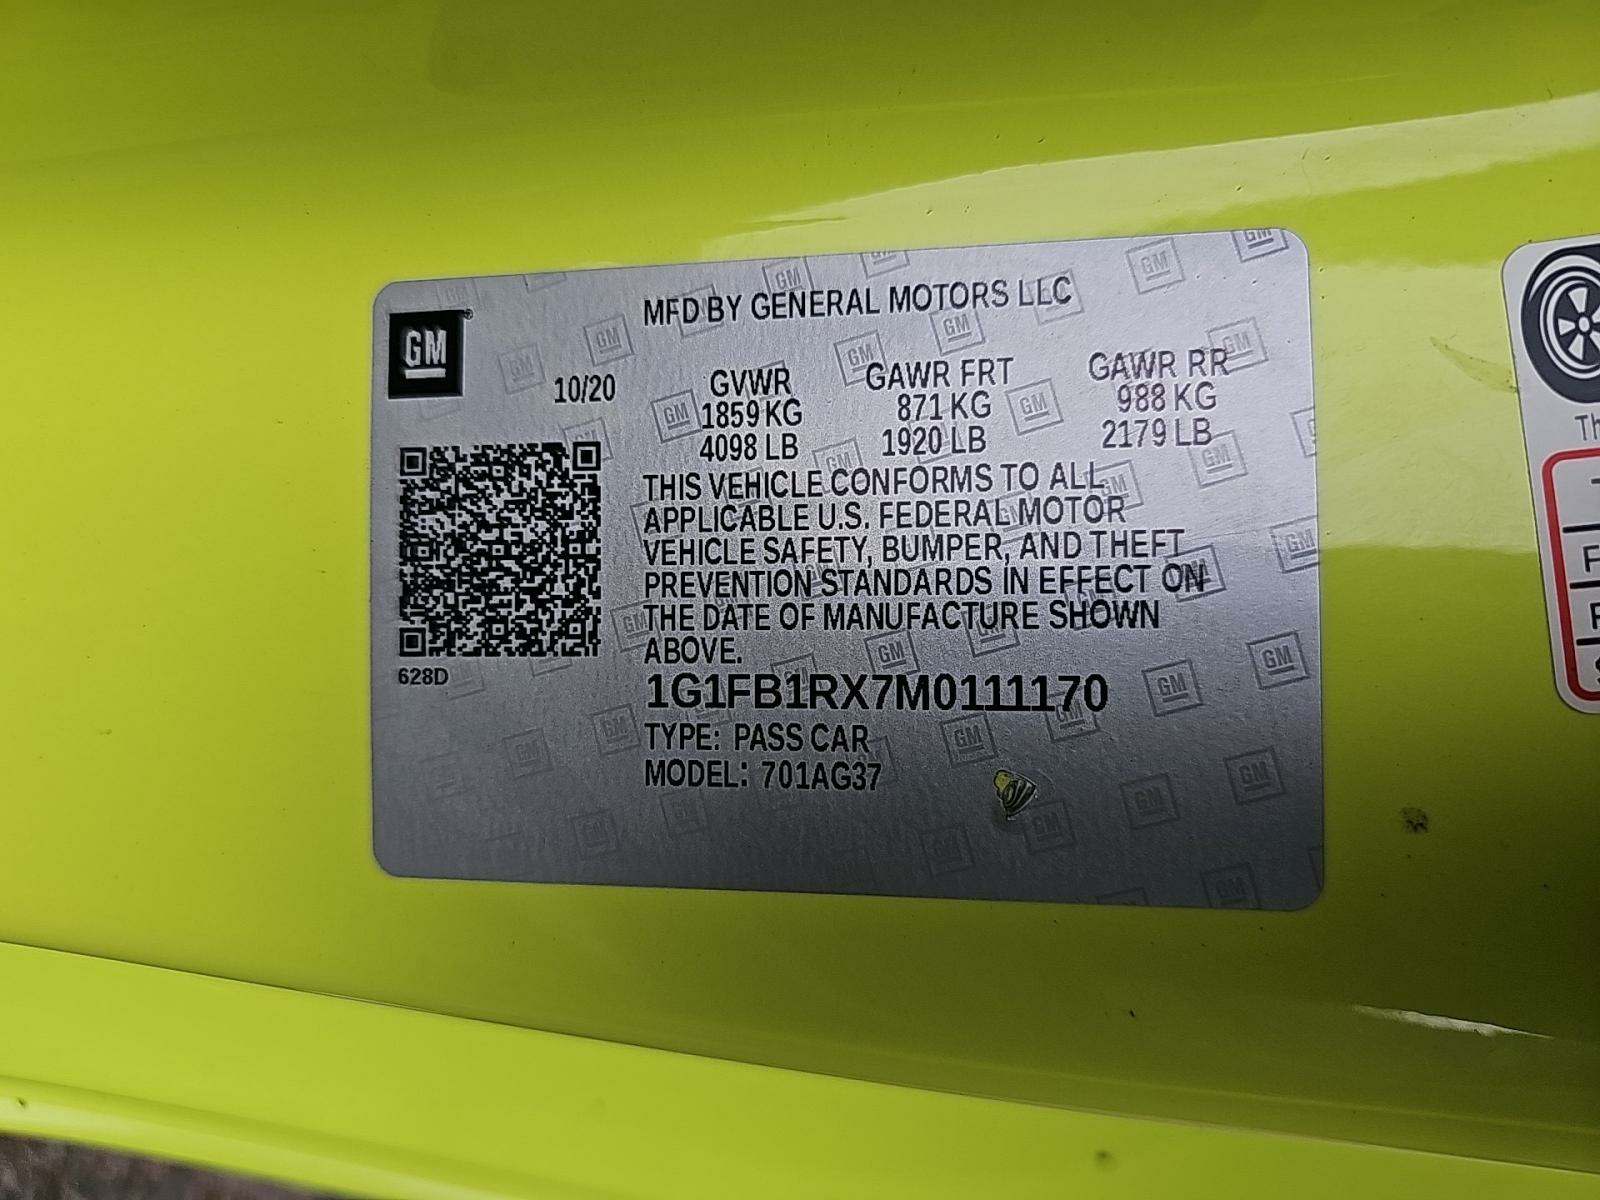 GM
MFD BY GENERAL MOTORS LLC
10/20
GVWR GAWR FRT GAWR RR
1859 KG 871 KG 988 KG
4098 LB 1920 LB 2179 LB
THIS VEHICLE CONFORMS TO ALL
APPLICABLE U.S. FEDERAL MOTOR
VEHICLE SAFETY, BUMPER, AND THEFT
PREVENTION STANDARDS IN EFFECT ON
THE DATE OF MANUFACTURE SHOWN
ABOVE.
628D
1G1FB1RX7M0111170
TYPE: PASS CAR
MODEL: 701AG37